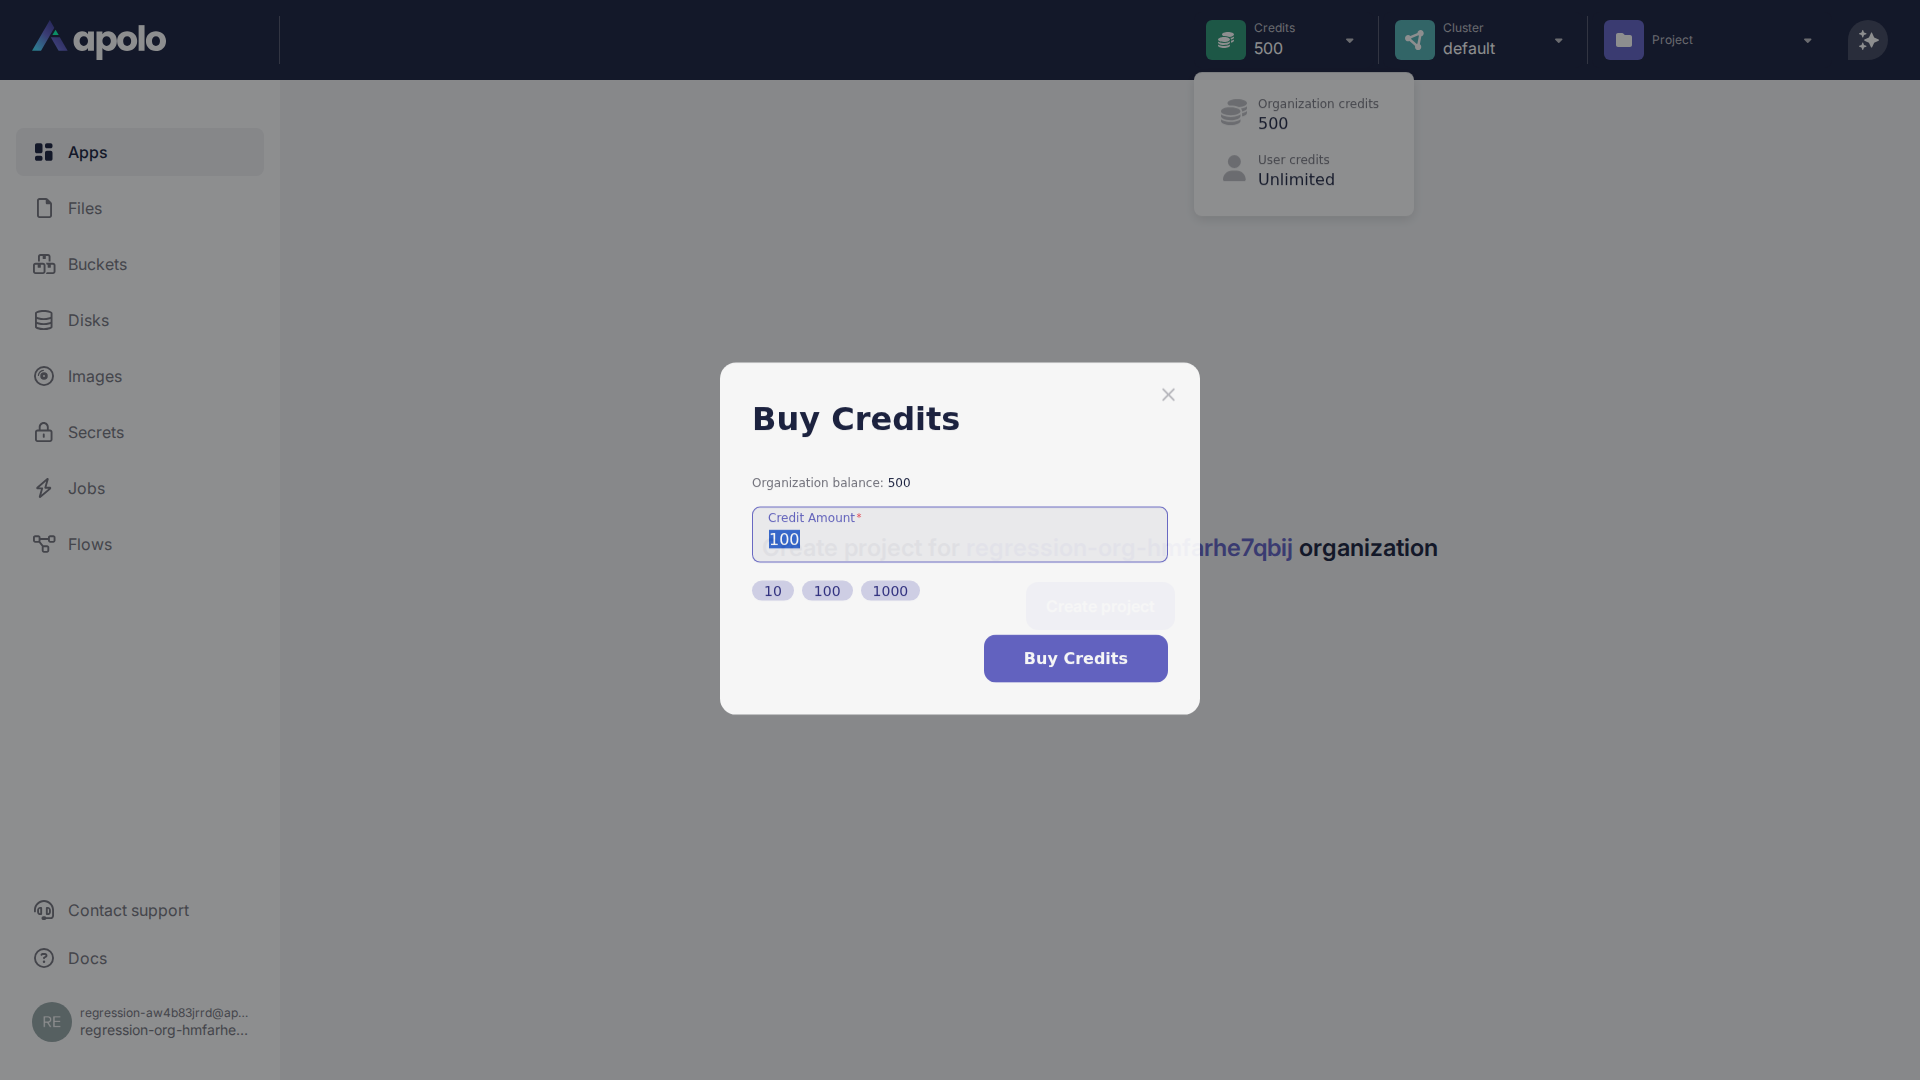 apolo
Credits
500
Cluster
default
Project
Organization credits
500
User credits
Unlimited
Apps
Files
Buckets
Disks
Images
Secrets
Jobs
Flows
Buy Credits
Organization balance: 500
Credit Amount*
100
Create project for regression-org-hmfarhe7qbij organization
10 100 1000
Create project
Buy Credits
Contact support
Docs
RE
regression-aw4b83jrrd@ap...
regression-org-hmfarhe...